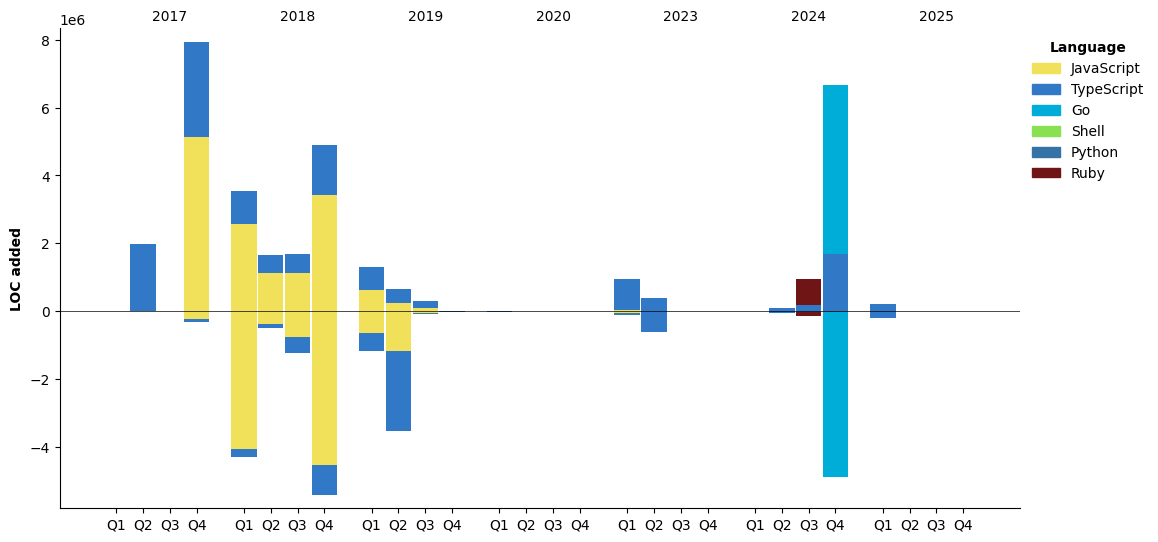 2017 2018 2019 2020 2023 2024 2025
1e6
Language
JavaScript
TypeScript
Go
Shell
Python
Ruby
LOC added
8
6
4
2
0
−2
−4
Q1 Q2 Q3 Q4 Q1 Q2 Q3 Q4 Q1 Q2 Q3 Q4 Q1 Q2 Q3 Q4 Q1 Q2 Q3 Q4 Q1 Q2 Q3 Q4 Q1 Q2 Q3 Q4